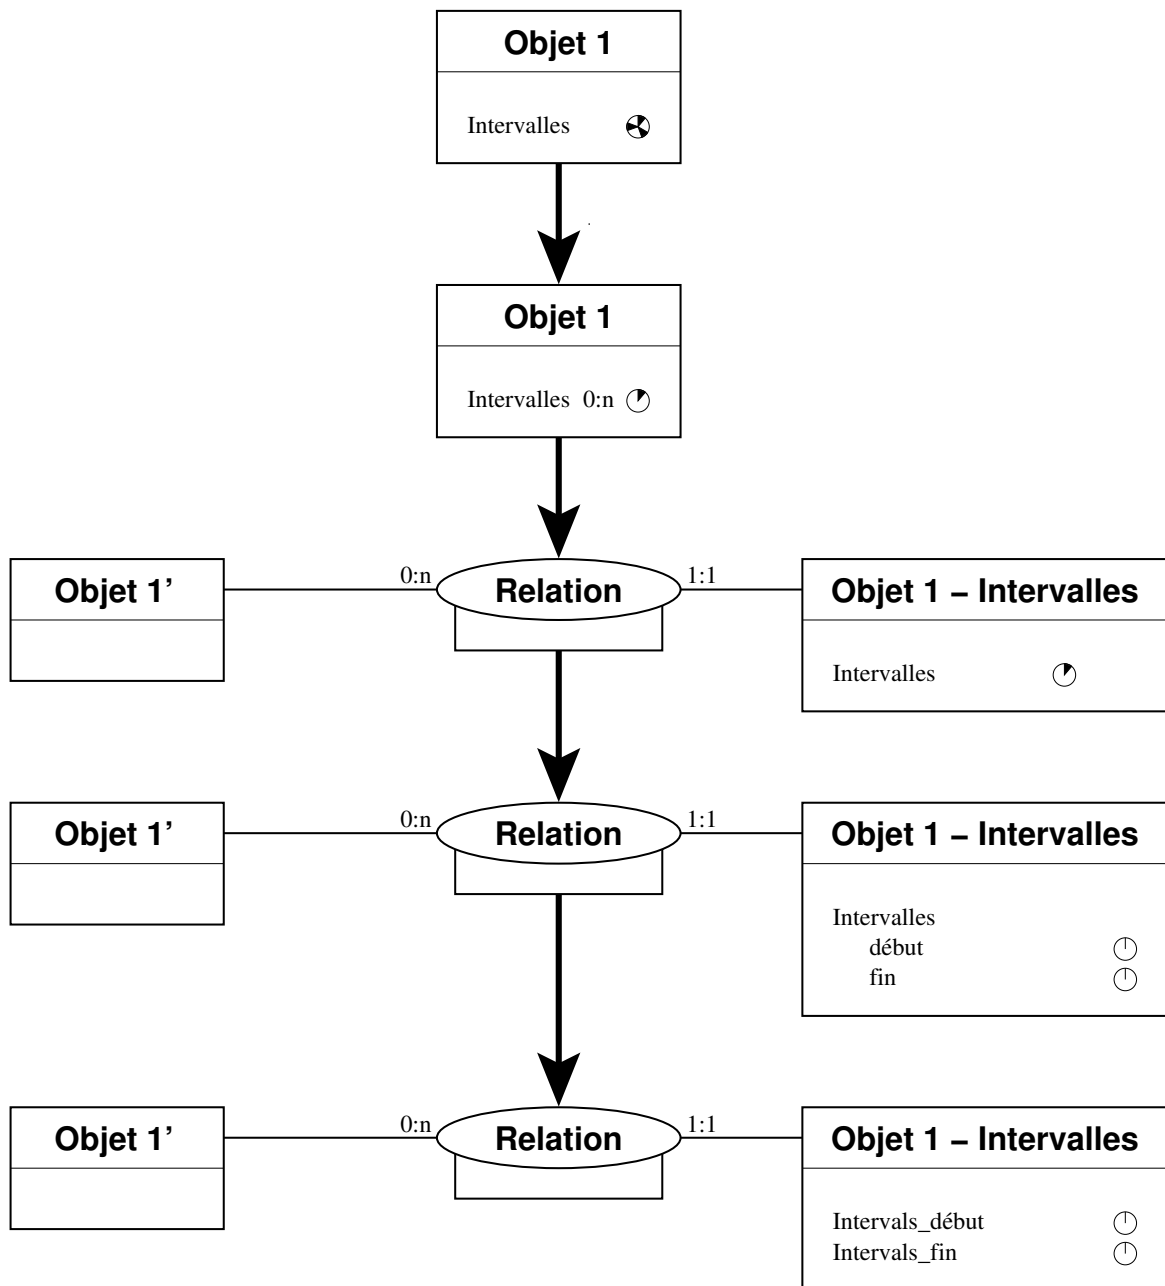 Objet 1
Intervalles
Objet 1
Intervalles 0:n
Objet 1’ 0:n Relation 1:1 Objet 1 – Intervalles
Intervalles
Objet 1’ 0:n Relation 1:1 Objet 1 – Intervalles
Intervalles
début
fin
Objet 1’ 0:n Relation 1:1 Objet 1 – Intervalles
Intervals_début
Intervals_fin